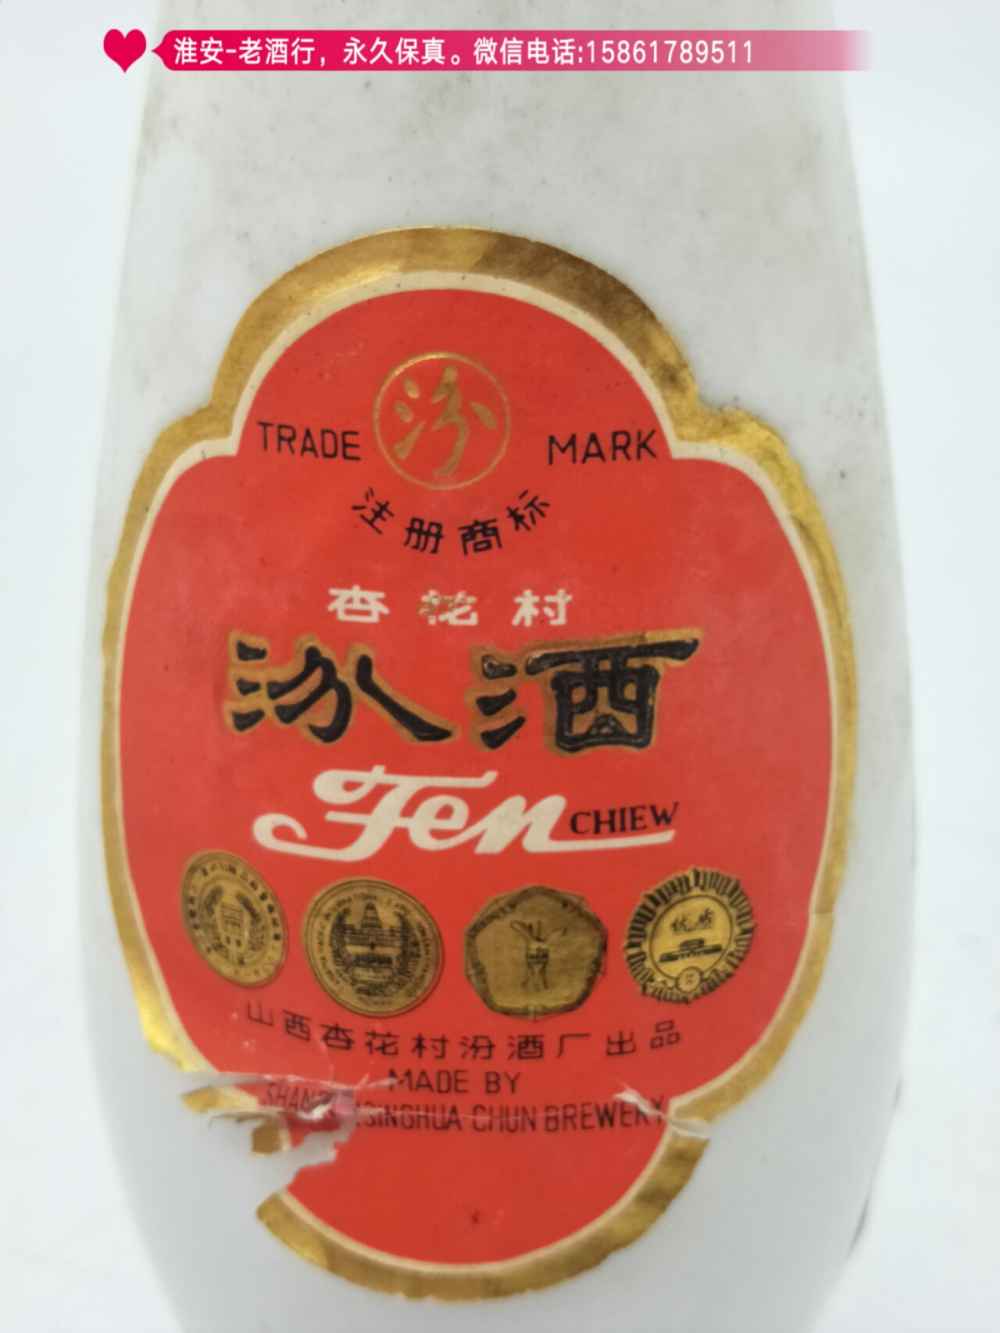 淮安-老酒行，永久保真。微信电话:15861789511
汾
TRADE MARK
注册商标
杏花村
汾酒
Fen CHIEW
优质
山西杏花村汾酒厂出品
MADE BY
SINGHUA CHUN BREWERY